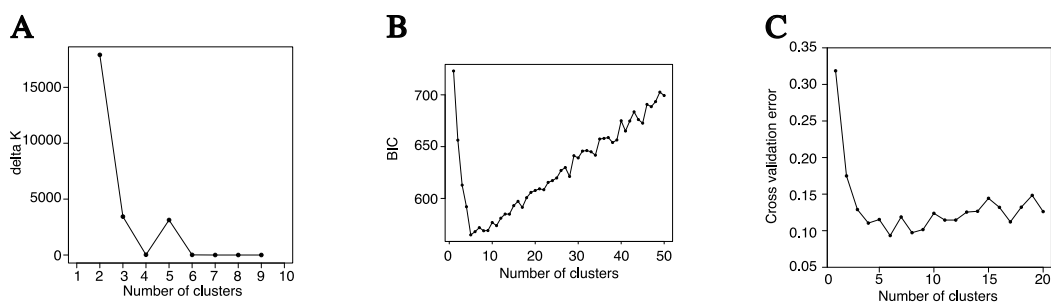 A
delta K
15000
10000
5000
0
1 2 3 4 5 6 7 8 9 10
Number of clusters
B
BIC
700
650
600
0 10 20 30 40 50
Number of clusters
C
Cross validation error
0.35
0.30
0.25
0.20
0.15
0.10
0.05
0 5 10 15 20
Number of clusters